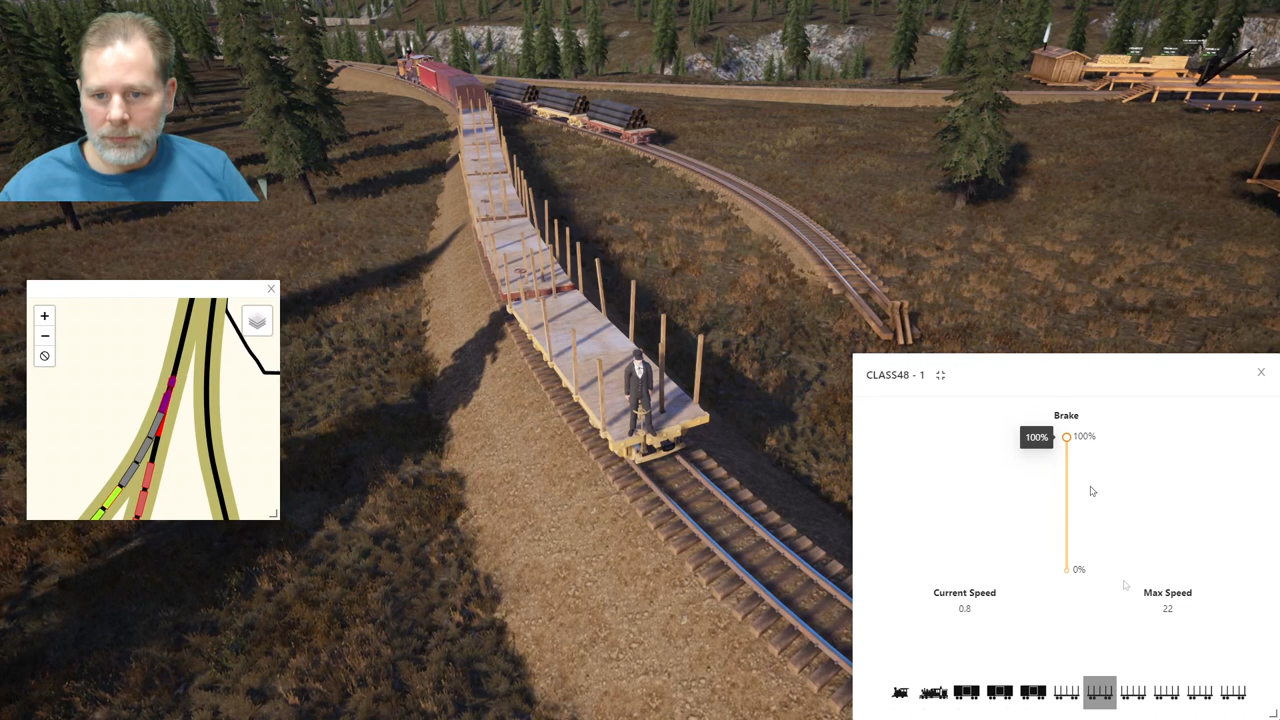 +
−
CLASS48 - 1
Brake
100%
100%
0%
Current Speed
Max Speed
0.8
22